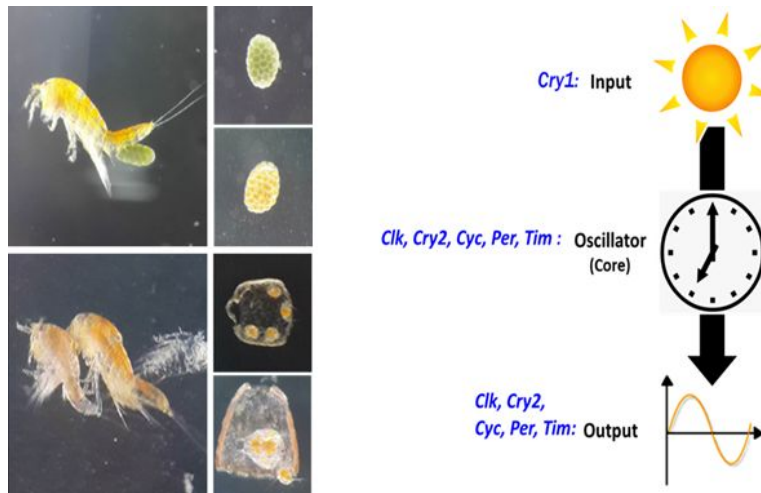 Cry1: Input
Clk, Cry2, Cyc, Per, Tim : Oscillator
(Core)
Clk, Cry2,
Cyc, Per, Tim: Output